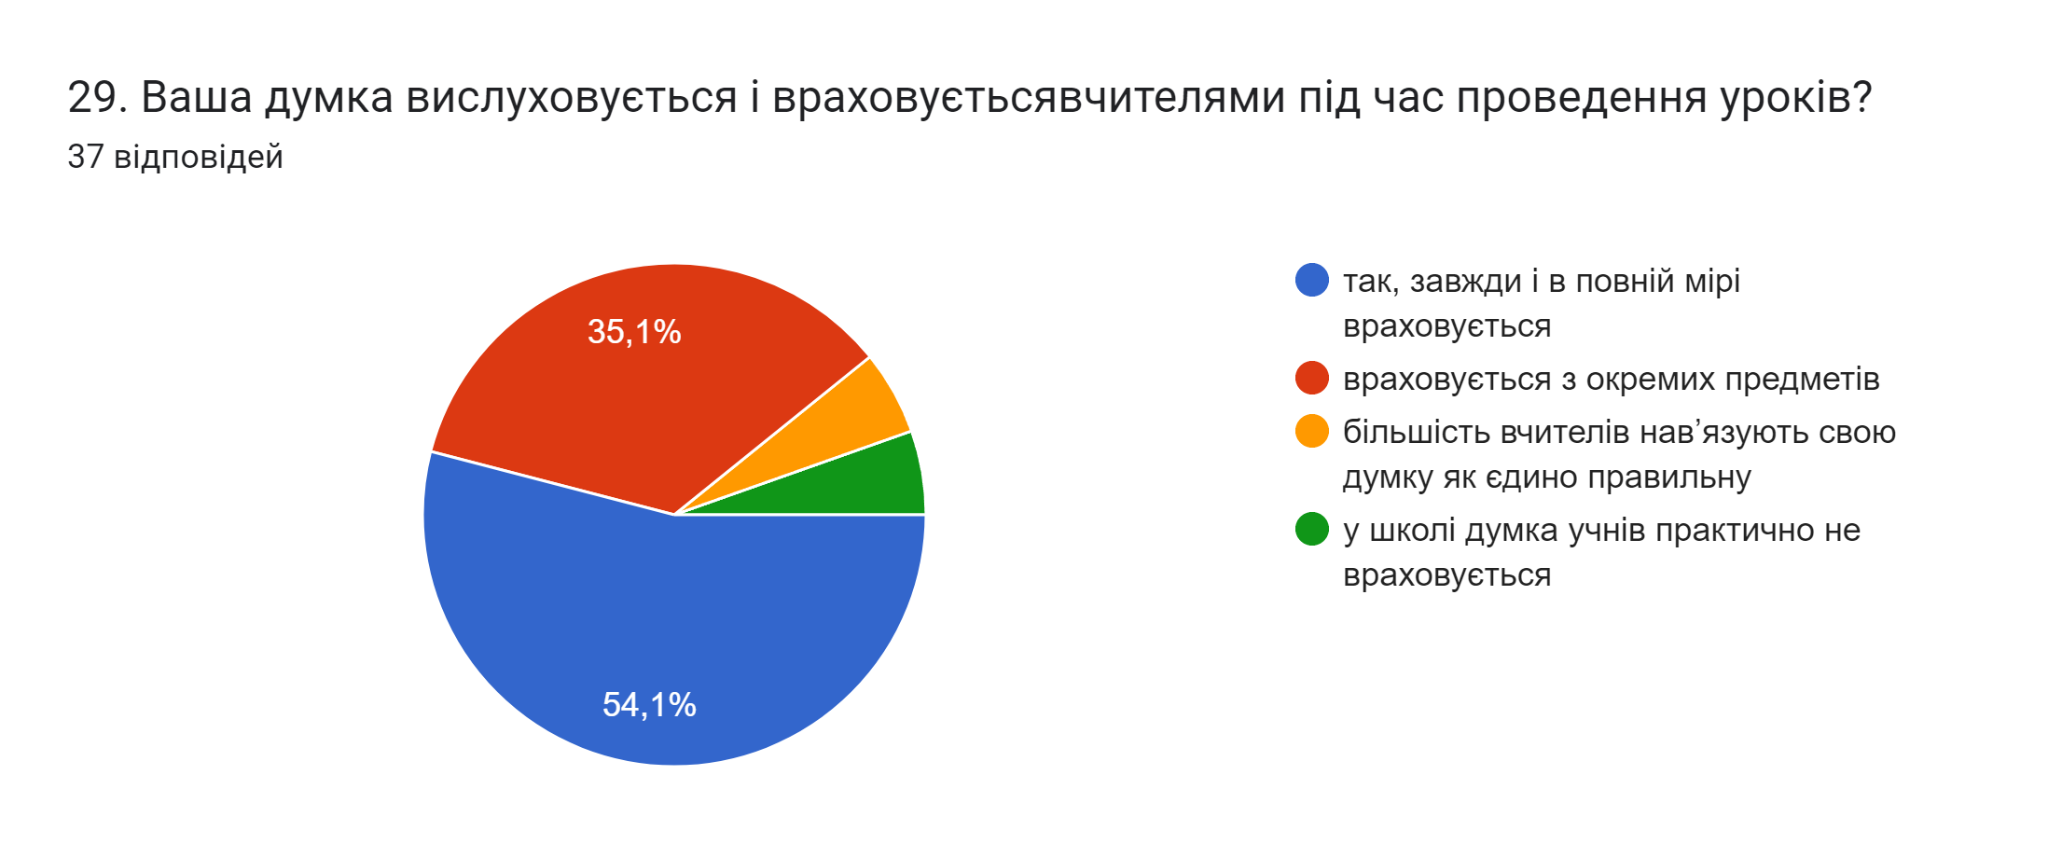 29. Ваша думка вислуховується і враховуєтьсявчителями під час проведення уроків?
37 відповідей
35,1%
54,1%
так, завжди і в повній мірі
враховується
враховується з окремих предметів
більшість вчителів нав’язують свою
думку як єдино правильну
у школі думка учнів практично не
враховується